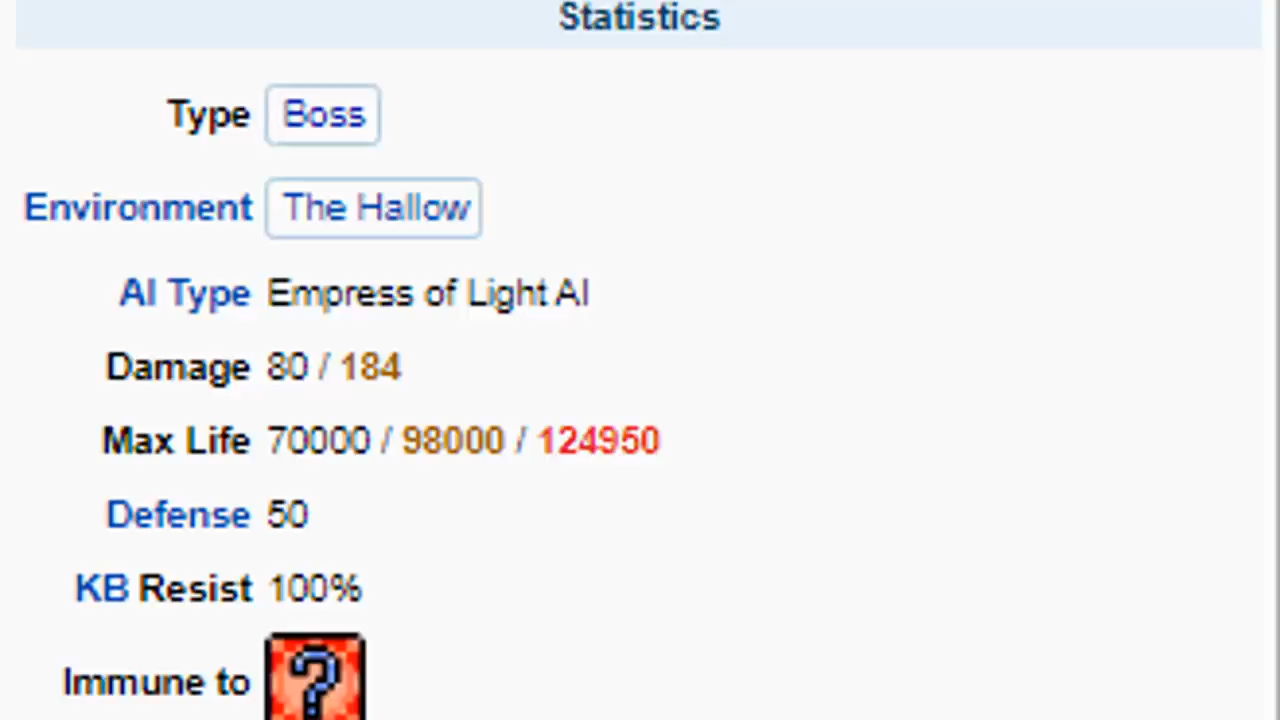 Statistics
Type Boss
Environment The Hallow
AI Type Empress of Light AI
Damage 80 / 184
Max Life 70000 / 98000 / 124950
Defense 50
KB Resist 100%
Immune to ?